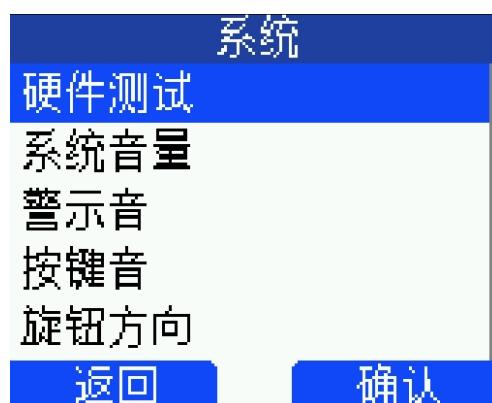 系统
硬件测试
系统音量
警示音
按键音
旋钮方向
返回 确认